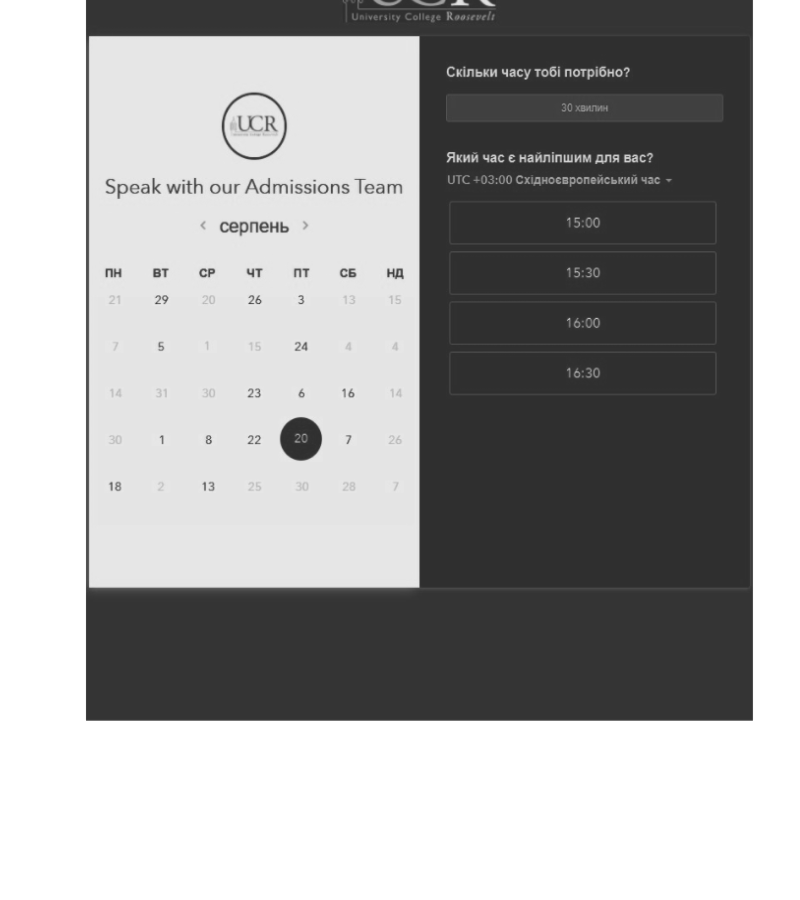 UCR
University College Roosevelt
UCR
Speak with our Admissions Team
< серпень >
ПН ВТ СР ЧТ ПТ СБ НД
21 29 20 26 3 13 15
7 5 1 15 24 4 4
14 31 30 23 6 16 14
30 1 8 22 20 7 26
18 2 13 25 30 28 7
Скільки часу тобі потрібно?
30 хвилин
Який час є найліпшим для вас?
UTC +03:00 Східноєвропейський час
15:00
15:30
16:00
16:30